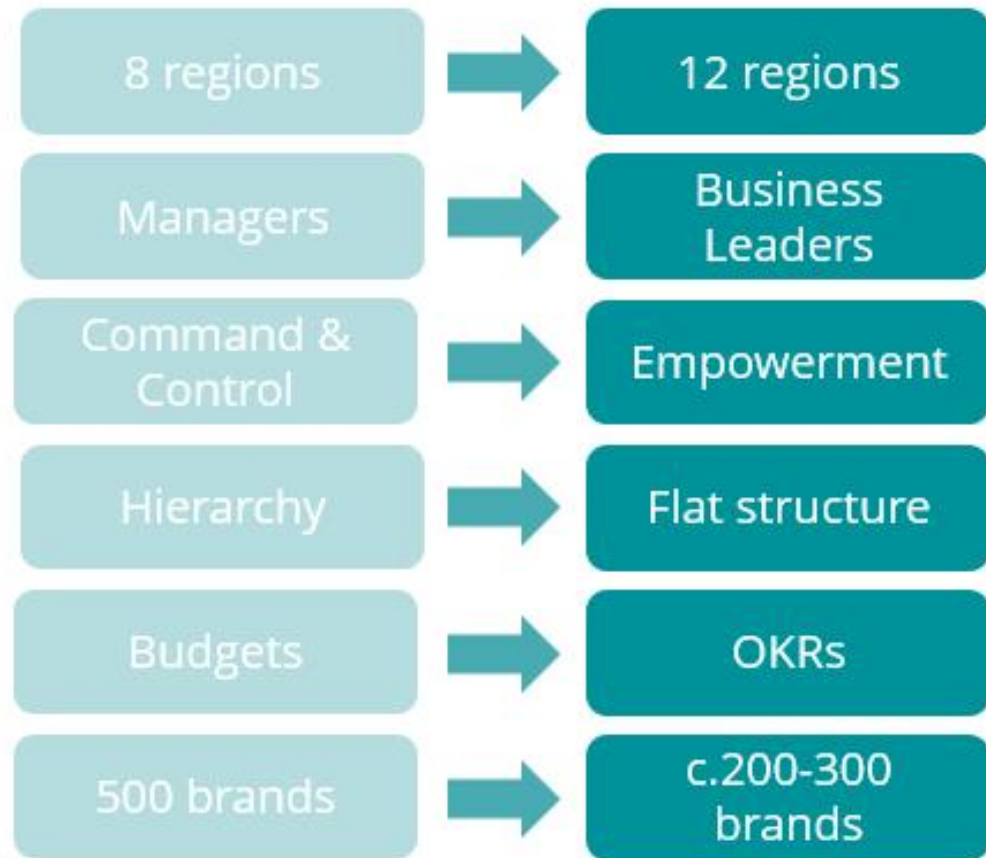 8 regions
12 regions
Managers
Business
Leaders
Command &
Control
Empowerment
Hierarchy
Flat structure
Budgets
OKRs
500 brands
c.200-300
brands